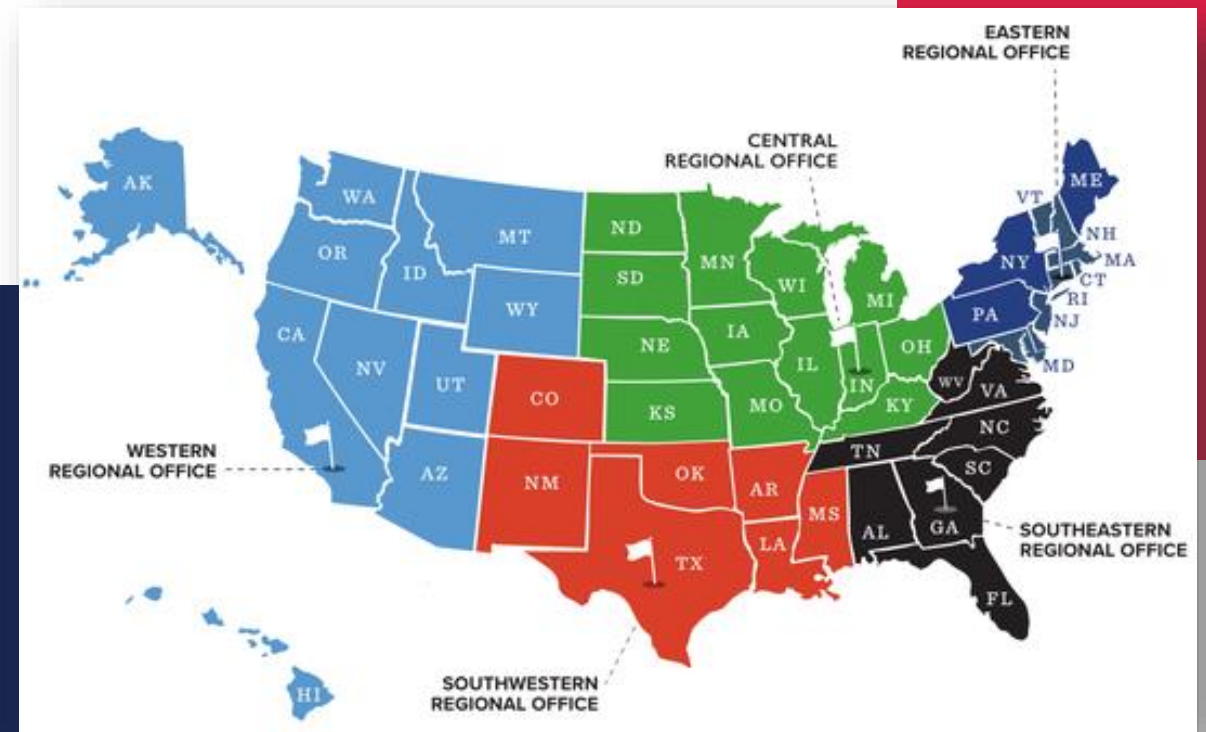 EASTERN
REGIONAL OFFICE
CENTRAL
REGIONAL OFFICE
AK
WA
MT
ND
MN
VT
ME
OR
ID
SD
WI
MI
NY
NH
MA
CT
RI
WY
CA
NV
UT
CO
NE
IA
IL
IN
OH
PA
NJ
MD
KS
MO
KY
WV
VA
WESTERN
REGIONAL OFFICE
AZ
NM
OK
AR
TN
NC
SC
MS
AL
GA
SOUTHEASTERN
REGIONAL OFFICE
TX
LA
FL
HI
SOUTHWESTERN
REGIONAL OFFICE